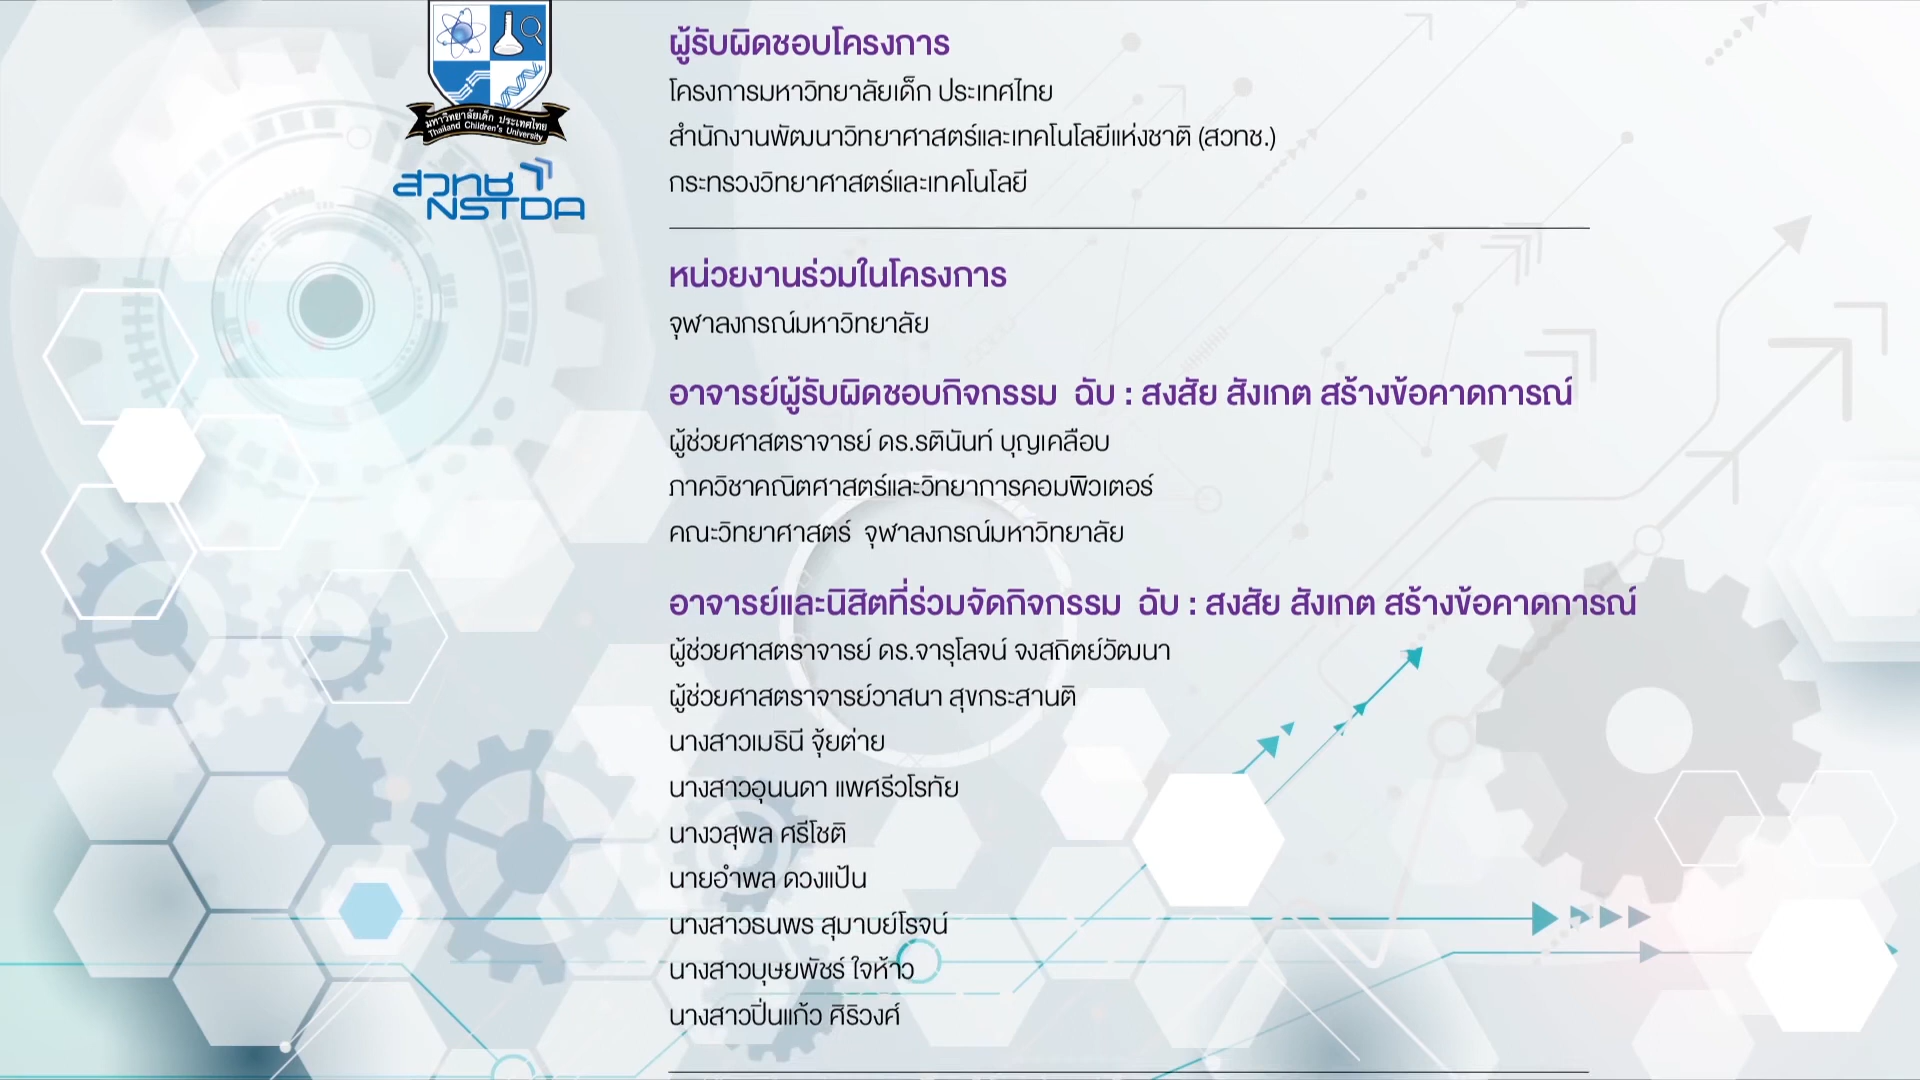 มหาวิทยาลัยเด็ก ประเทศไทย
Thailand Children's University
สวทช
NSTDA
ผู้รับผิดชอบโครงการ
โครงการมหาวิทยาลัยเด็ก ประเทศไทย
สำนักงานพัฒนาวิทยาศาสตร์และเทคโนโลยีแห่งชาติ (สวทช.)
กระทรวงวิทยาศาสตร์และเทคโนโลยี
หน่วยงานร่วมในโครงการ
จุฬาลงกรณ์มหาวิทยาลัย
อาจารย์ผู้รับผิดชอบกิจกรรม ฉับ : สงสัย สังเกต สร้างข้อคาดการณ์
ผู้ช่วยศาสตราจารย์ ดร.รตินันท์ บุญเคลือบ
ภาควิชาคณิตศาสตร์และวิทยาการคอมพิวเตอร์
คณะวิทยาศาสตร์ จุฬาลงกรณ์มหาวิทยาลัย
อาจารย์และนิสิตที่ร่วมจัดกิจกรรม ฉับ : สงสัย สังเกต สร้างข้อคาดการณ์
ผู้ช่วยศาสตราจารย์ ดร.จารุโลจน์ จงสถิตย์วัฒนา
ผู้ช่วยศาสตราจารย์วาสนา สุขกระสานติ
นางสาวเมธินี จุ้ยต่าย
นางสาวอุนนดา แพศรีวโรทัย
นางวสุพล ศรีโชติ
นายอำพล ดวงแป้น
นางสาวธนพร สุมาบย์โรจน์
นางสาวบุษยพัชร์ ใจห้าว
นางสาวปิ่นแก้ว ศิริวงศ์